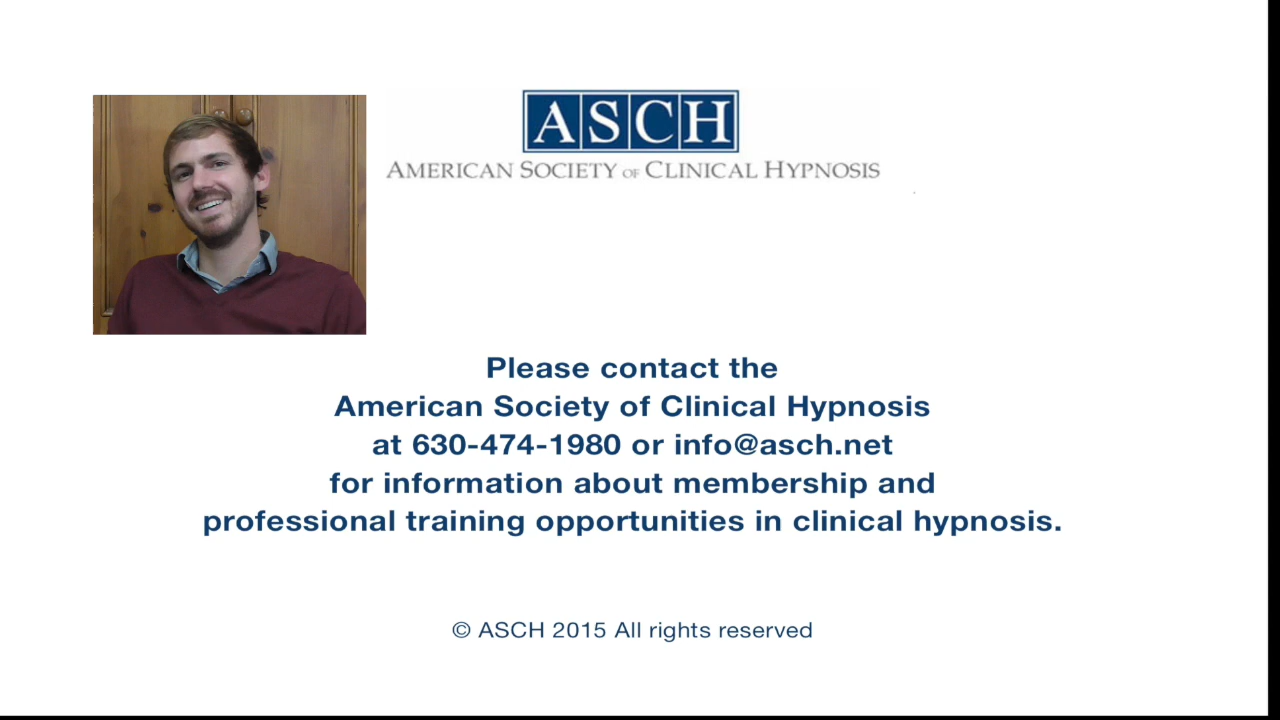 ASCH
AMERICAN SOCIETY OF CLINICAL HYPNOSIS
Please contact the
American Society of Clinical Hypnosis
at 630-474-1980 or info@asch.net
for information about membership and
professional training opportunities in clinical hypnosis.
© ASCH 2015 All rights reserved